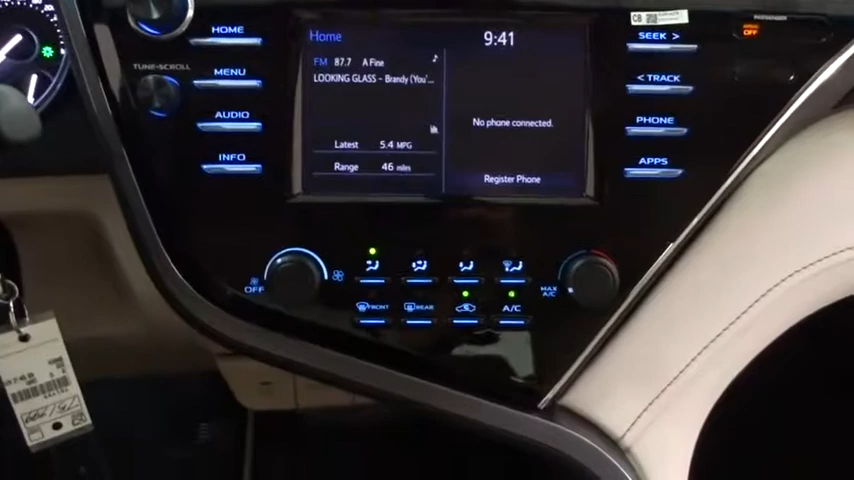 HOME
MENU
AUDIO
INFO
TUNE•SCROLL
Home
9:41
FM 87.7 A Fine
LOOKING GLASS - Brandy (You'...
Latest 5.4 MPG
Range 46 miles
No phone connected.
Register Phone
CB
SEEK >
< TRACK
PHONE
APPS
PASSENGER
OFF
OFF
FRONT
REAR
A/C
MAX
A/C